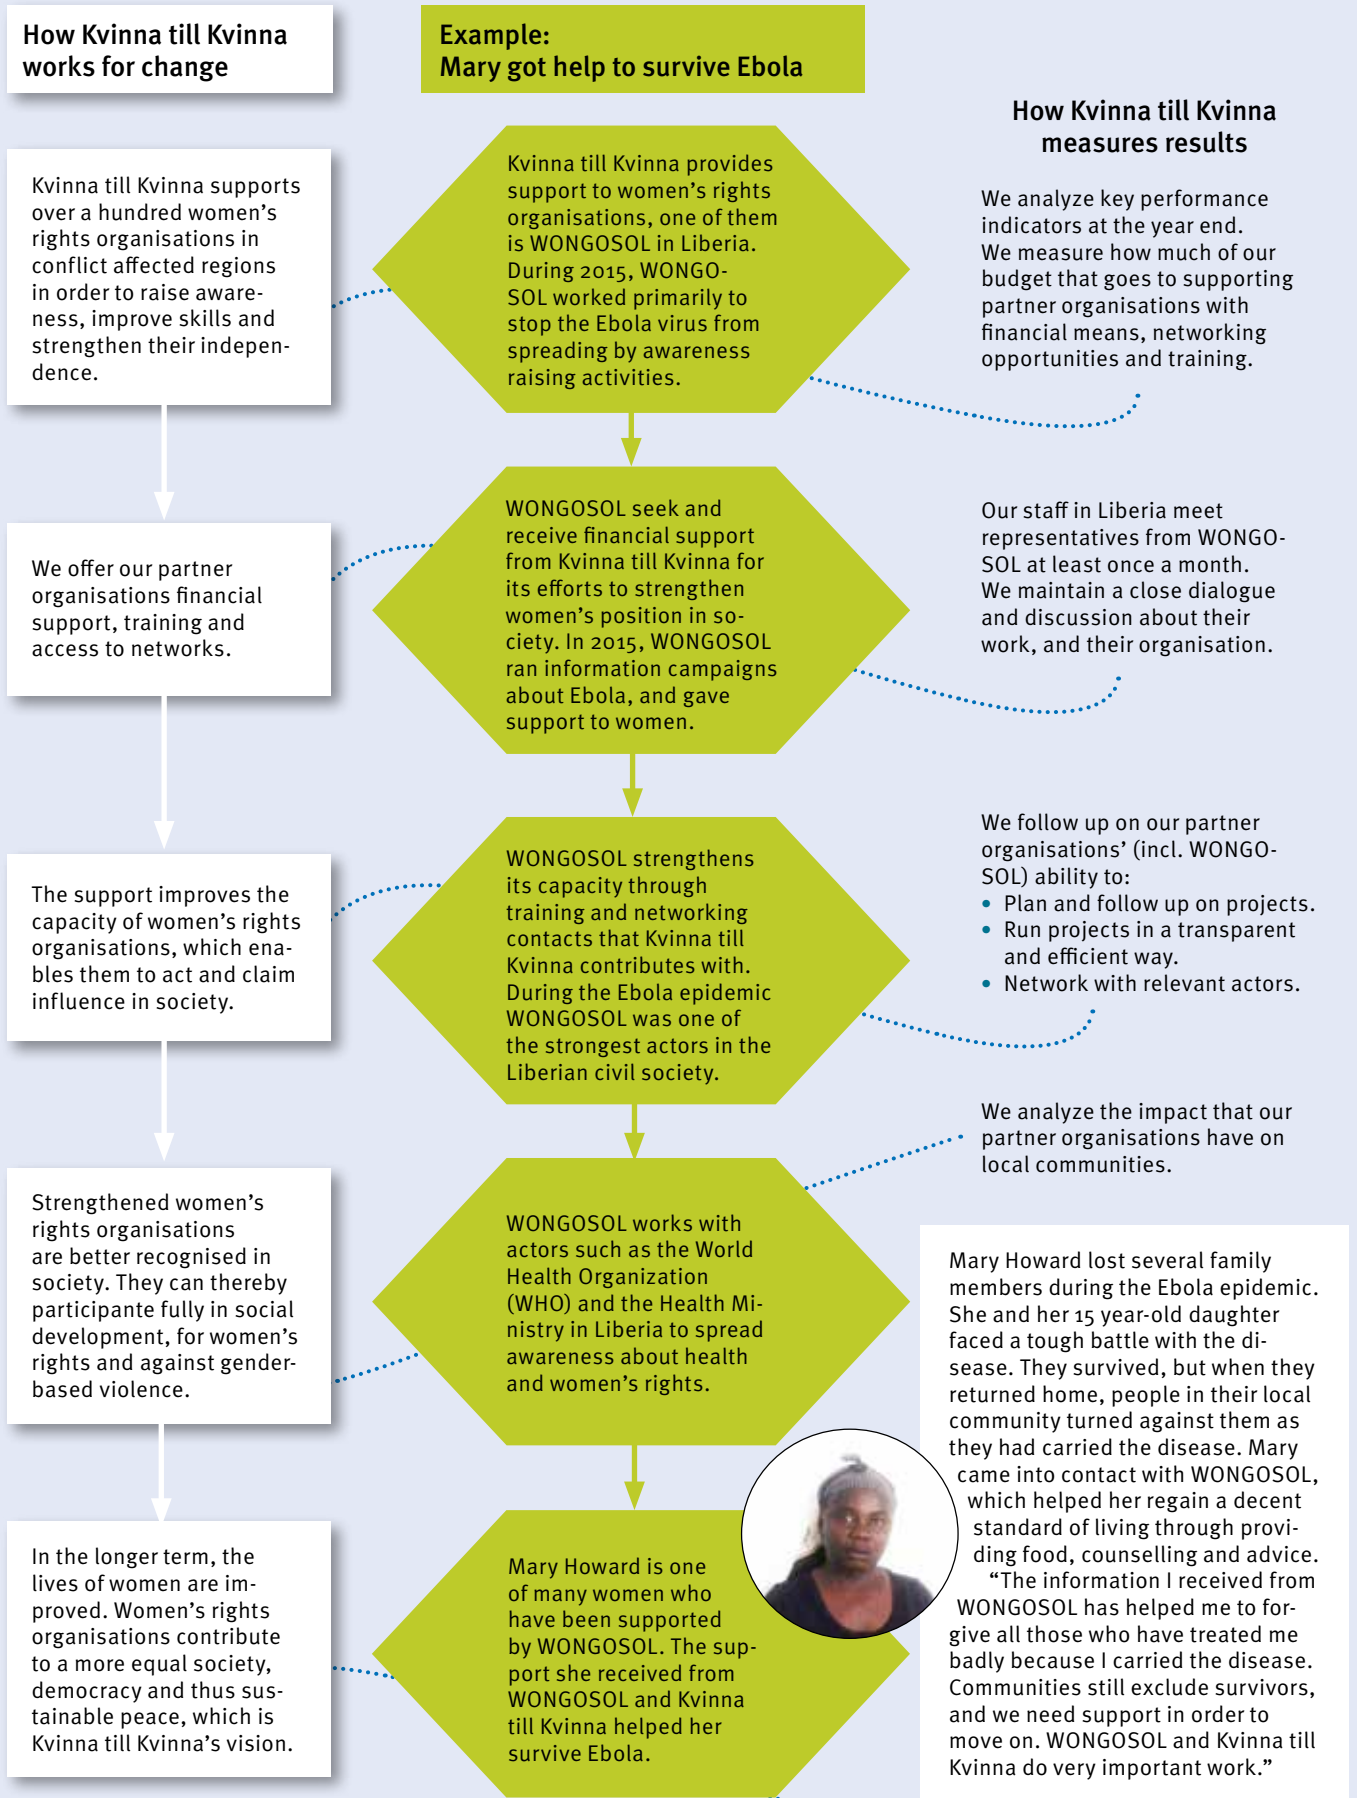 How Kvinna till Kvinna
works for change
Kvinna till Kvinna supports
over a hundred women's
rights organisations in
conflict affected regions
in order to raise aware-
ness, improve skills and
strengthen their indepen-
dence.
We offer our partner
organisations financial
support, training and
access to networks.
The support improves the
capacity of women's rights
organisations, which ena-
bles them to act and claim
influence in society.
Strengthened women's
rights organisations
are better recognised in
society. They can thereby
participante fully in social
development, for women's
rights and against gender-
based violence.
In the longer term, the
lives of women are im-
proved. Women's rights
organisations contribute
to a more equal society,
democracy and thus sus-
tainable peace, which is
Kvinna till Kvinna's vision.
Example:
Mary got help to survive Ebola
Kvinna till Kvinna provides
support to women's rights
organisations, one of them
is WONGOSOL in Liberia.
During 2015, WONGO-
SOL worked primarily to
stop the Ebola virus from
spreading by awareness
raising activities.
WONGOSOL seek and
receive financial support
from Kvinna till Kvinna for
its efforts to strengthen
women's position in so-
ciety. In 2015, WONGOSOL
ran information campaigns
about Ebola, and gave
support to women.
WONGOSOL strengthens
its capacity through
training and networking
contacts that Kvinna till
Kvinna contributes with.
During the Ebola epidemic
WONGOSOL was one of
the strongest actors in the
Liberian civil society.
WONGOSOL works with
actors such as the World
Health Organization
(WHO) and the Health Mi-
nistry in Liberia to spread
awareness about health
and women's rights.
Mary Howard is one
of many women who
have been supported
by WONGOSOL. The sup-
port she received from
WONGOSOL and Kvinna
till Kvinna helped her
survive Ebola.
How Kvinna till Kvinna
measures results
We analyze key performance
indicators at the year end.
We measure how much of our
budget that goes to supporting
partner organisations with
financial means, networking
opportunities and training.
Our staff in Liberia meet
representatives from WONGO-
SOL at least once a month.
We maintain a close dialogue
and discussion about their
work, and their organisation.
We follow up on our partner
organisations' (incl. WONGO-
SOL) ability to:
• Plan and follow up on projects.
• Run projects in a transparent
and efficient way.
• Network with relevant actors.
We analyze the impact that our
partner organisations have on
local communities.
Mary Howard lost several family
members during the Ebola epidemic.
She and her 15 year-old daughter
faced a tough battle with the di-
sease. They survived, but when they
returned home, people in their local
community turned against them as
they had carried the disease. Mary
came into contact with WONGOSOL,
which helped her regain a decent
standard of living through provi-
ding food, counselling and advice.
“The information I received from
WONGOSOL has helped me to for-
give all those who have treated me
badly because I carried the disease.
Communities still exclude survivors,
and we need support in order to
move on. WONGOSOL and Kvinna till
Kvinna do very important work.”